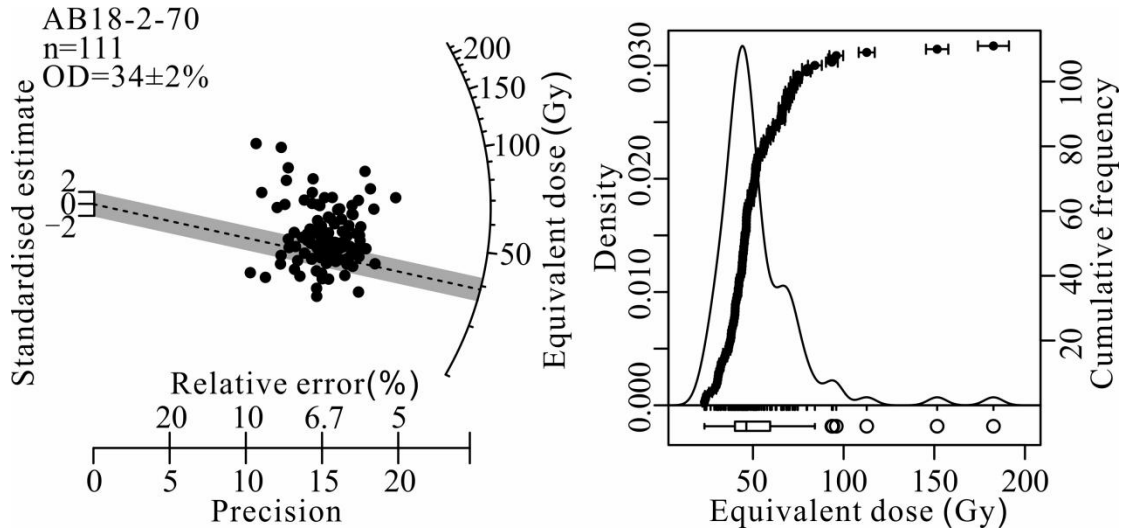 AB18-2-70
n=111
OD=34±2%
Standardised estimate
2
0
−2
200
150
100
50
Equivalent dose (Gy)
Relative error(%)
20 10 6.7 5
0 5 10 15 20
Precision
Density
0.030
0.020
0.010
0.000
100
80
60
40
20
Cumulative frequency
50 100 150 200
Equivalent dose (Gy)